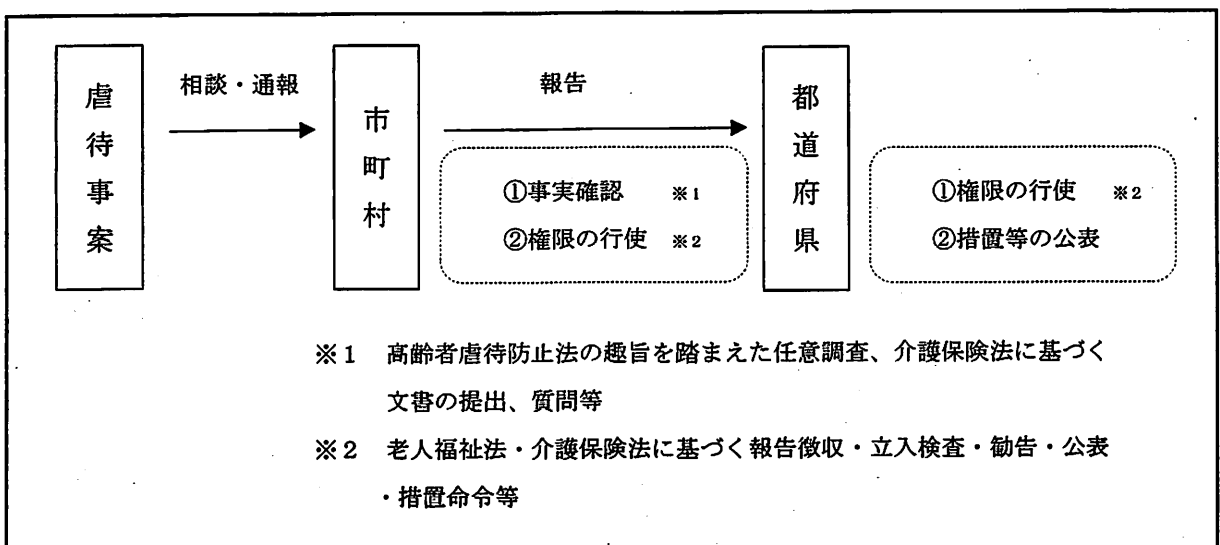 虐待事案
相談・通報
市町村
報告
①事実確認 ※1
②権限の行使 ※2
都道府県
①権限の行使 ※2
②措置等の公表
※1 高齢者虐待防止法の趣旨を踏まえた任意調査、介護保険法に基づく
文書の提出、質問等
※2 老人福祉法・介護保険法に基づく報告徴収・立入検査・勧告・公表
・措置命令等